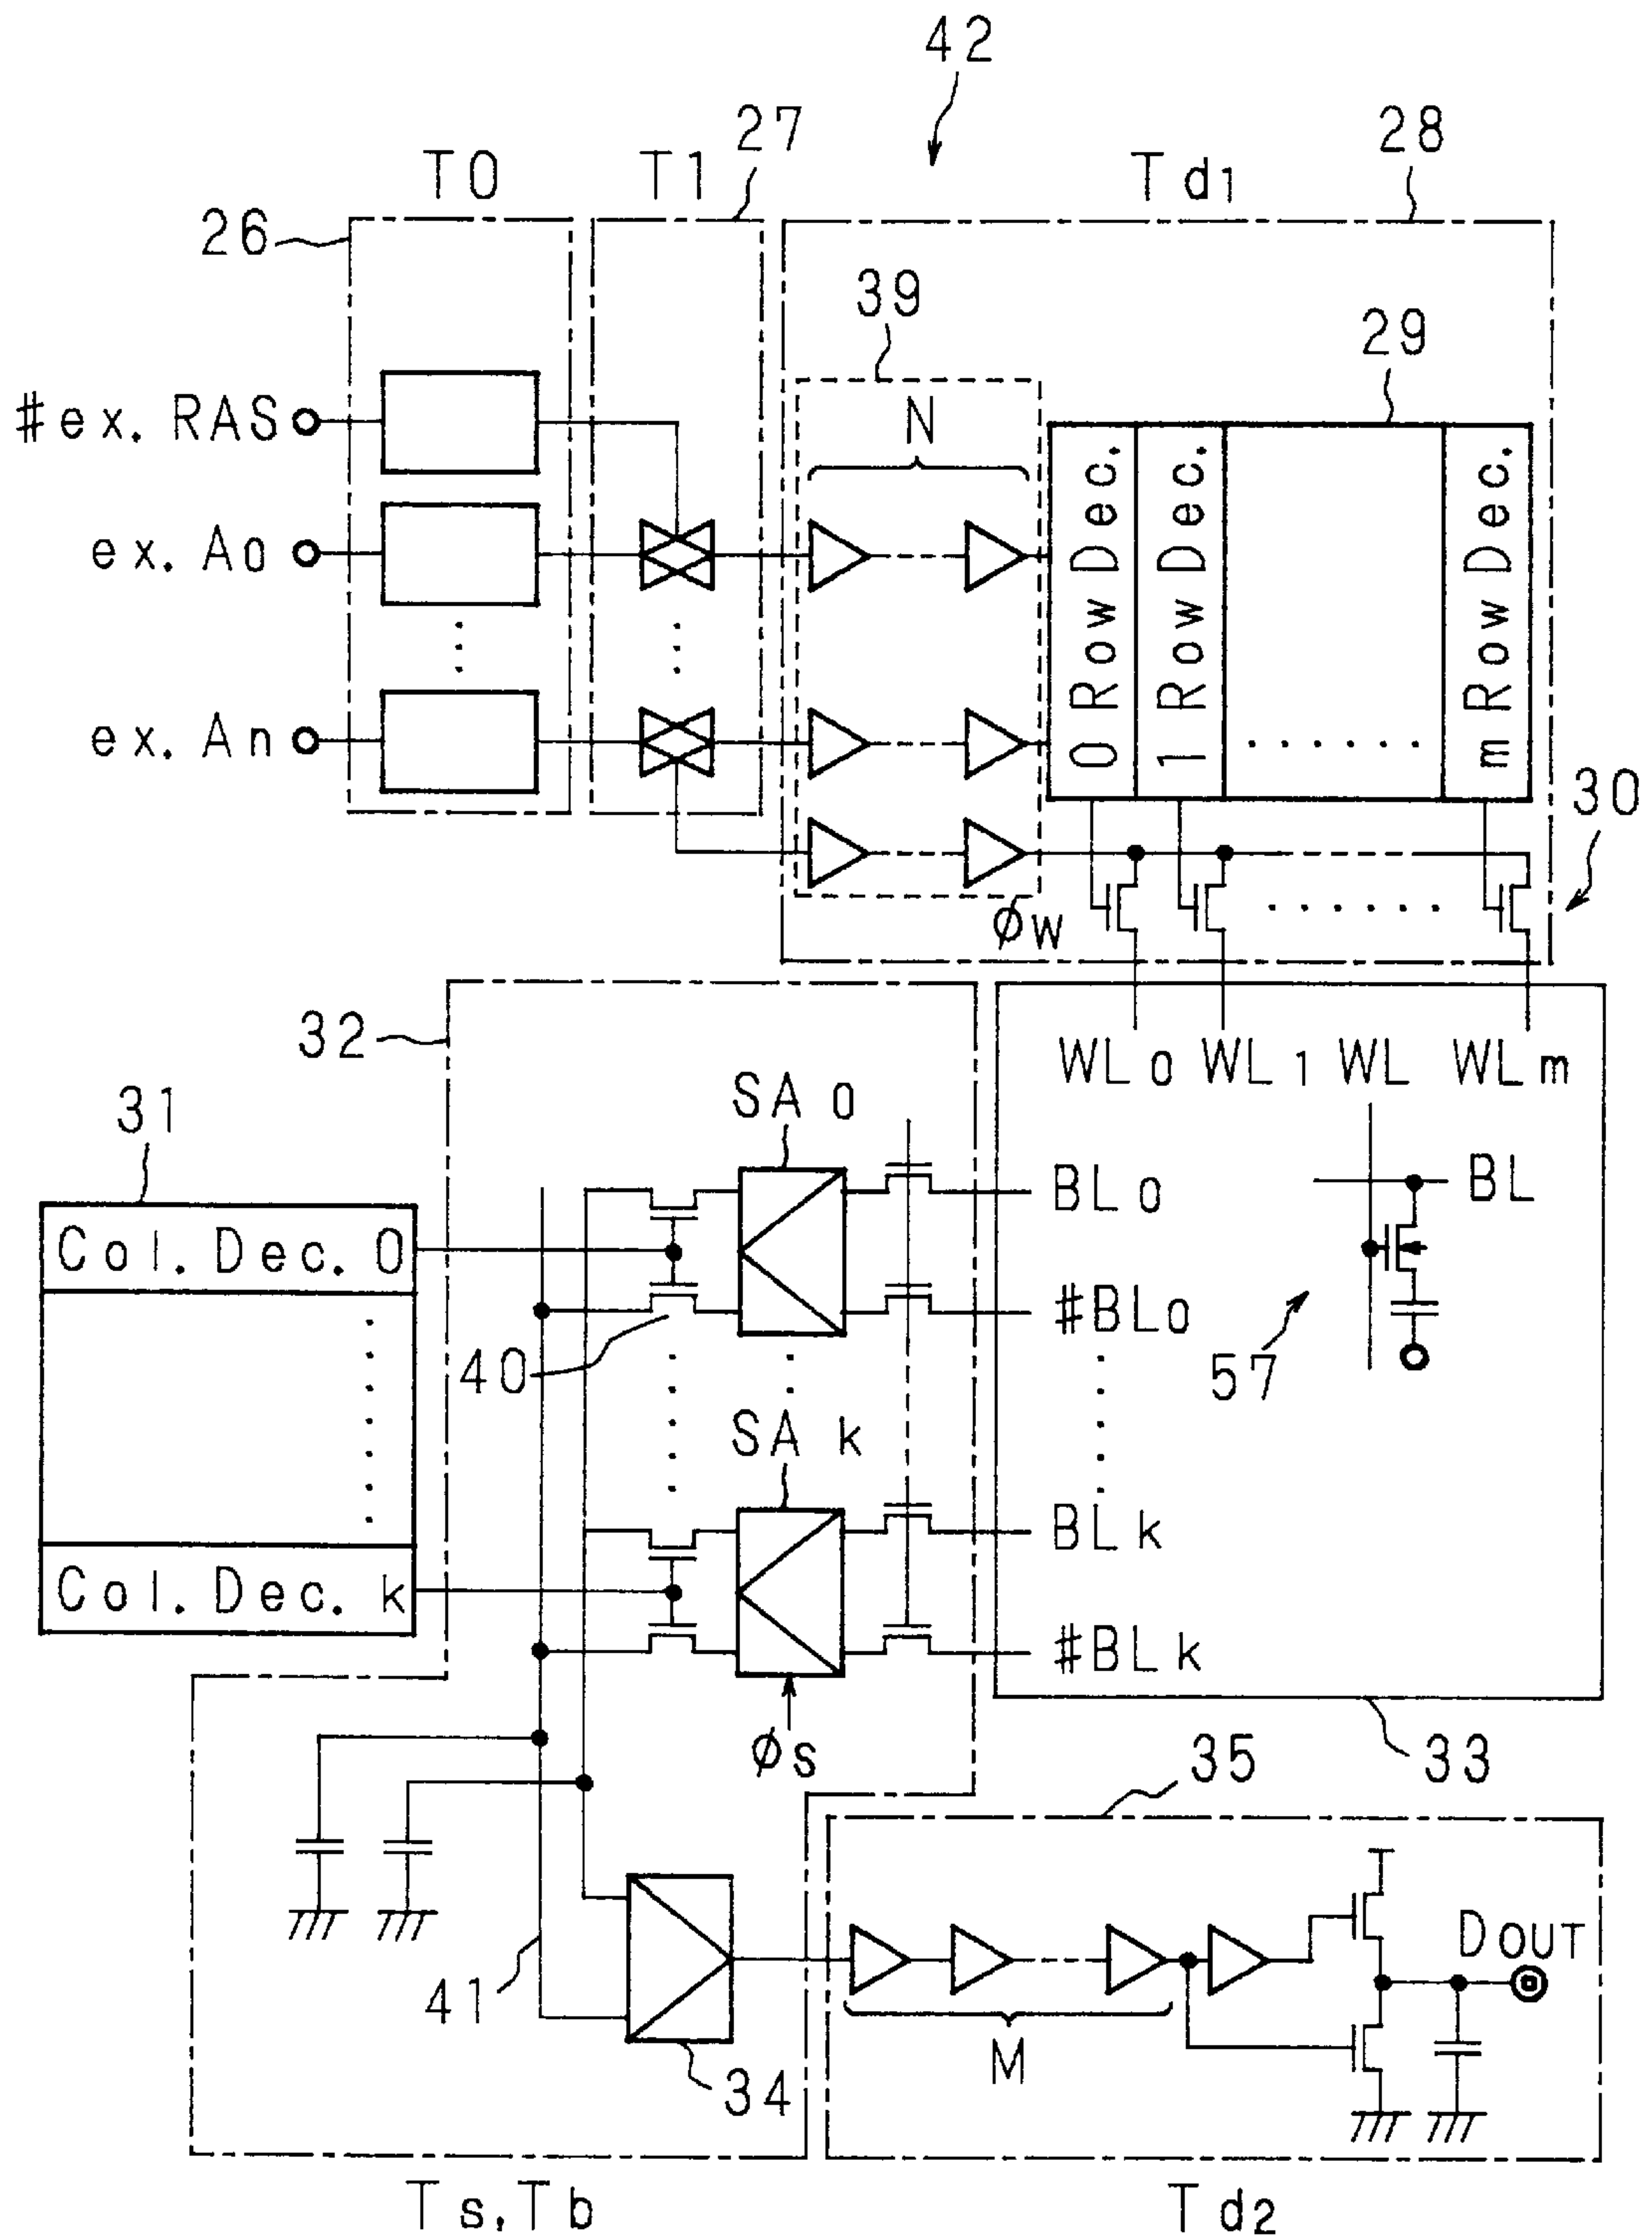 42
27
28
T0
T1
Td1
26
39
29
N
#ex. RAS
ex. A0
ex. An
0 Row Dec.
1 Row Dec.
m Row Dec.
30
φW
32
WL0
WL1
WL
WLm
31
SA 0
BL0
BL
Col. Dec. 0
#BL0
40
57
SA k
BLk
Col. Dec. k
#BLk
φS
35
33
DOUT
41
M
34
Ts, Tb
Td2